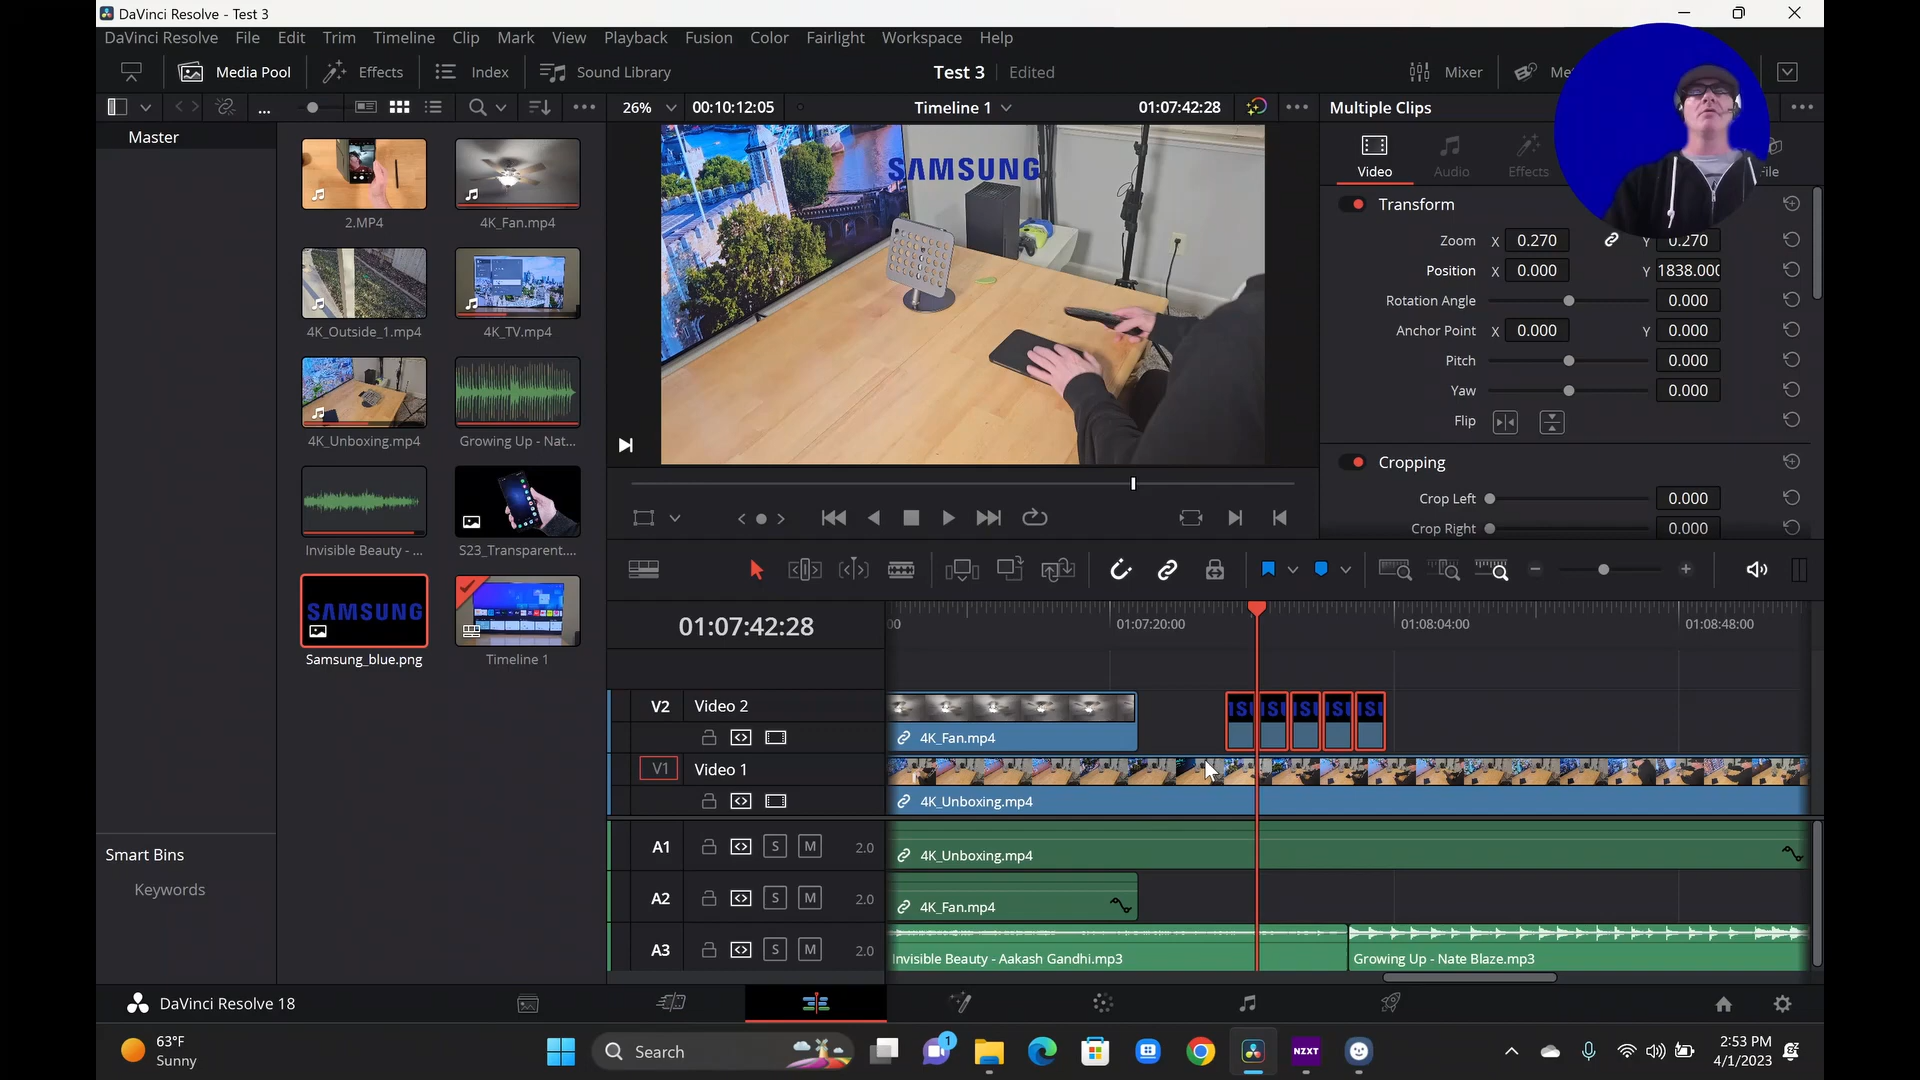 DaVinci Resolve - Test 3
DaVinci Resolve File Edit Trim Timeline Clip Mark View Playback Fusion Color Fairlight Workspace Help
Media Pool Effects Index Sound Library Test 3 Edited Mixer
... 26% 00:10:12:05 Timeline 1 01:07:42:28 Multiple Clips
Master
2.MP4 4K_Fan.mp4
4K_Outside_1.mp4 4K_TV.mp4
4K_Unboxing.mp4 Growing Up - Nat...
Invisible Beauty - ... S23_Transparent....
SAMSUNG
Samsung_blue.png Timeline 1
Smart Bins
Keywords
SAMSUNG
Video Audio Effects File
Transform
Zoom X 0.270 Y 0.270
Position X 0.000 Y 1838.000
Rotation Angle 0.000
Anchor Point X 0.000 Y 0.000
Pitch 0.000
Yaw 0.000
Flip
Cropping
Crop Left 0.000
Crop Right 0.000
01:07:42:28
01:07:20:00 01:08:04:00 01:08:48:00
V2 Video 2
4K_Fan.mp4
V1 Video 1
4K_Unboxing.mp4
A1 S M 2.0 4K_Unboxing.mp4
A2 S M 2.0 4K_Fan.mp4
A3 S M 2.0 Invisible Beauty - Aakash Gandhi.mp3 Growing Up - Nate Blaze.mp3
DaVinci Resolve 18
63°F
Sunny
Search
1
NZXT
2:53 PM
4/1/2023